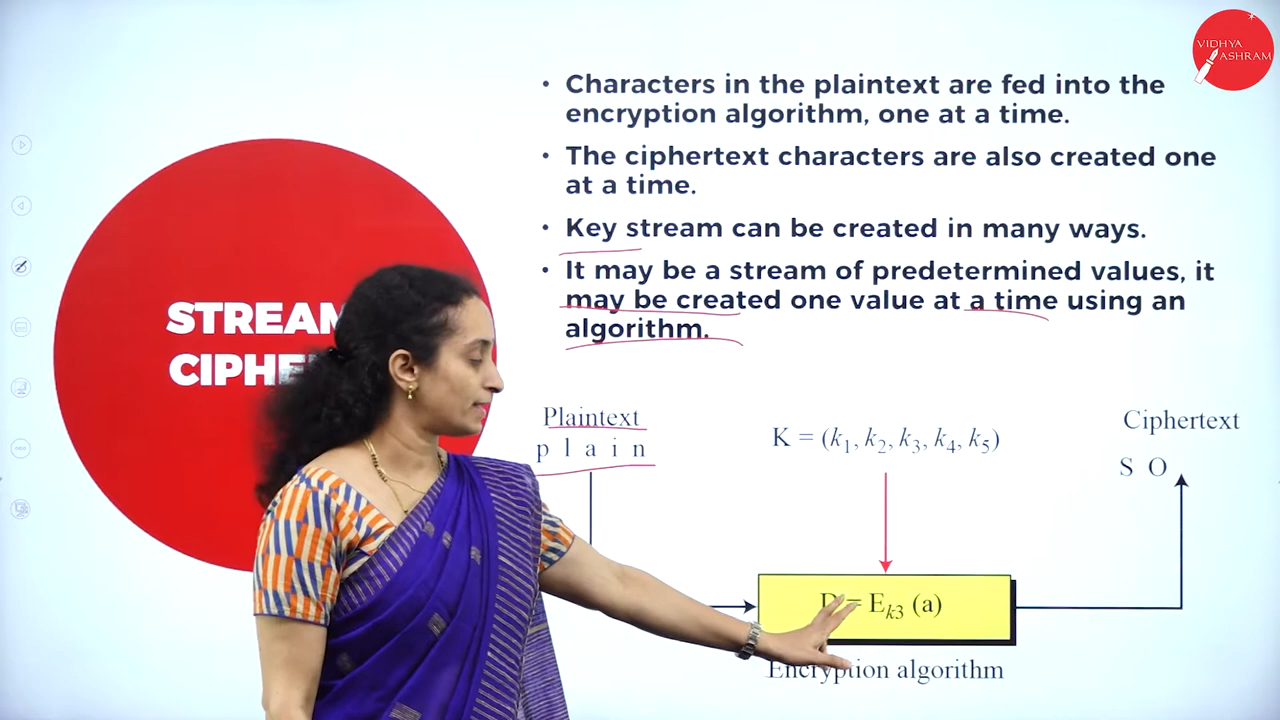 VIDHYA
ASHRAM
• Characters in the plaintext are fed into the
encryption algorithm, one at a time.
• The ciphertext characters are also created one
at a time.
• Key stream can be created in many ways.
• It may be a stream of predetermined values, it
may be created one value at a time using an
algorithm.
STREAM
CIPHE
Plaintext
p l a i n
K = (k1, k2, k3, k4, k5)
Ciphertext
S O
= Ek3 (a)
Encryption algorithm